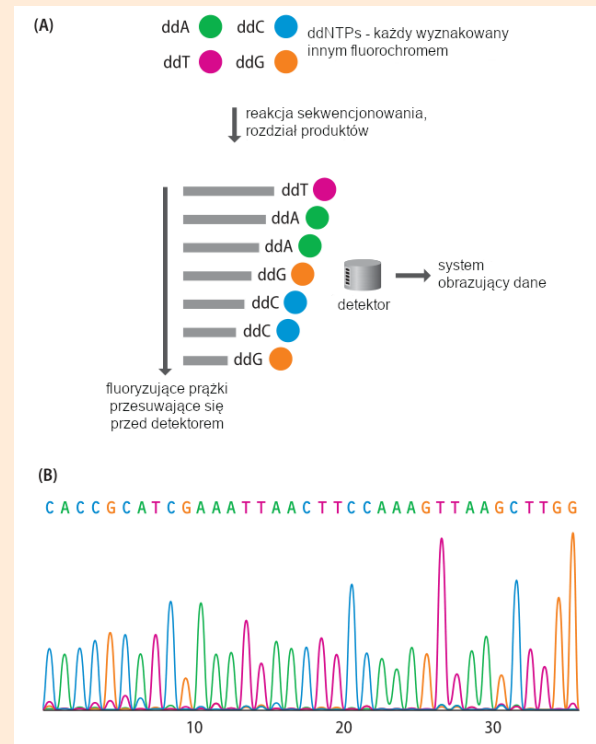 (A)
ddA ddC
ddT ddG
ddNTPs - każdy wyznakowany
innym fluorochromem
reakcja sekwencjonowania,
rozdział produktów
ddT
ddA
ddA
ddG
ddC
ddC
ddG
detektor
system
obrazujący dane
fluoryzujące prążki
przesuwające się
przed detektorem
(B)
C A C C G C A T C G A A A T T A A C T T C C A A A G T T A A G C T T G G
10 20 30